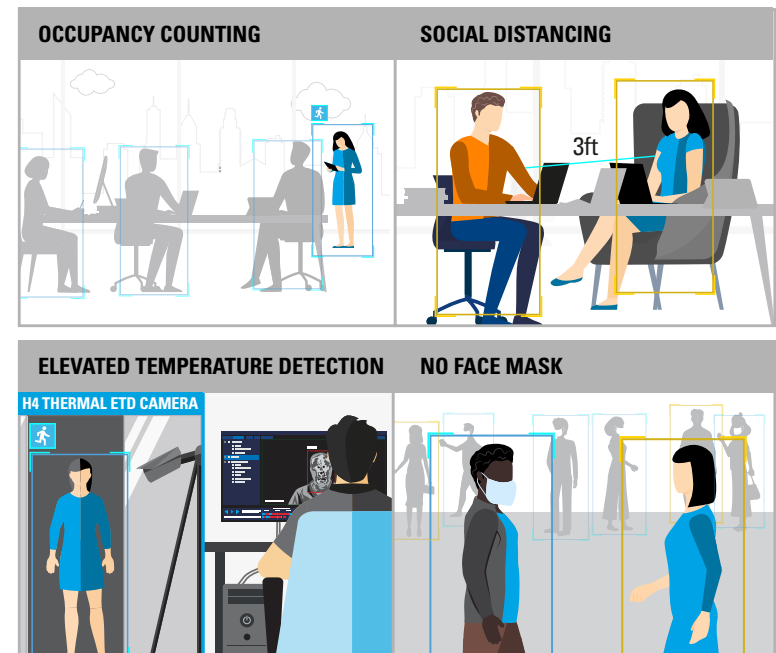 OCCUPANCY COUNTING
SOCIAL DISTANCING
3ft
ELEVATED TEMPERATURE DETECTION
NO FACE MASK
H4 THERMAL ETD CAMERA